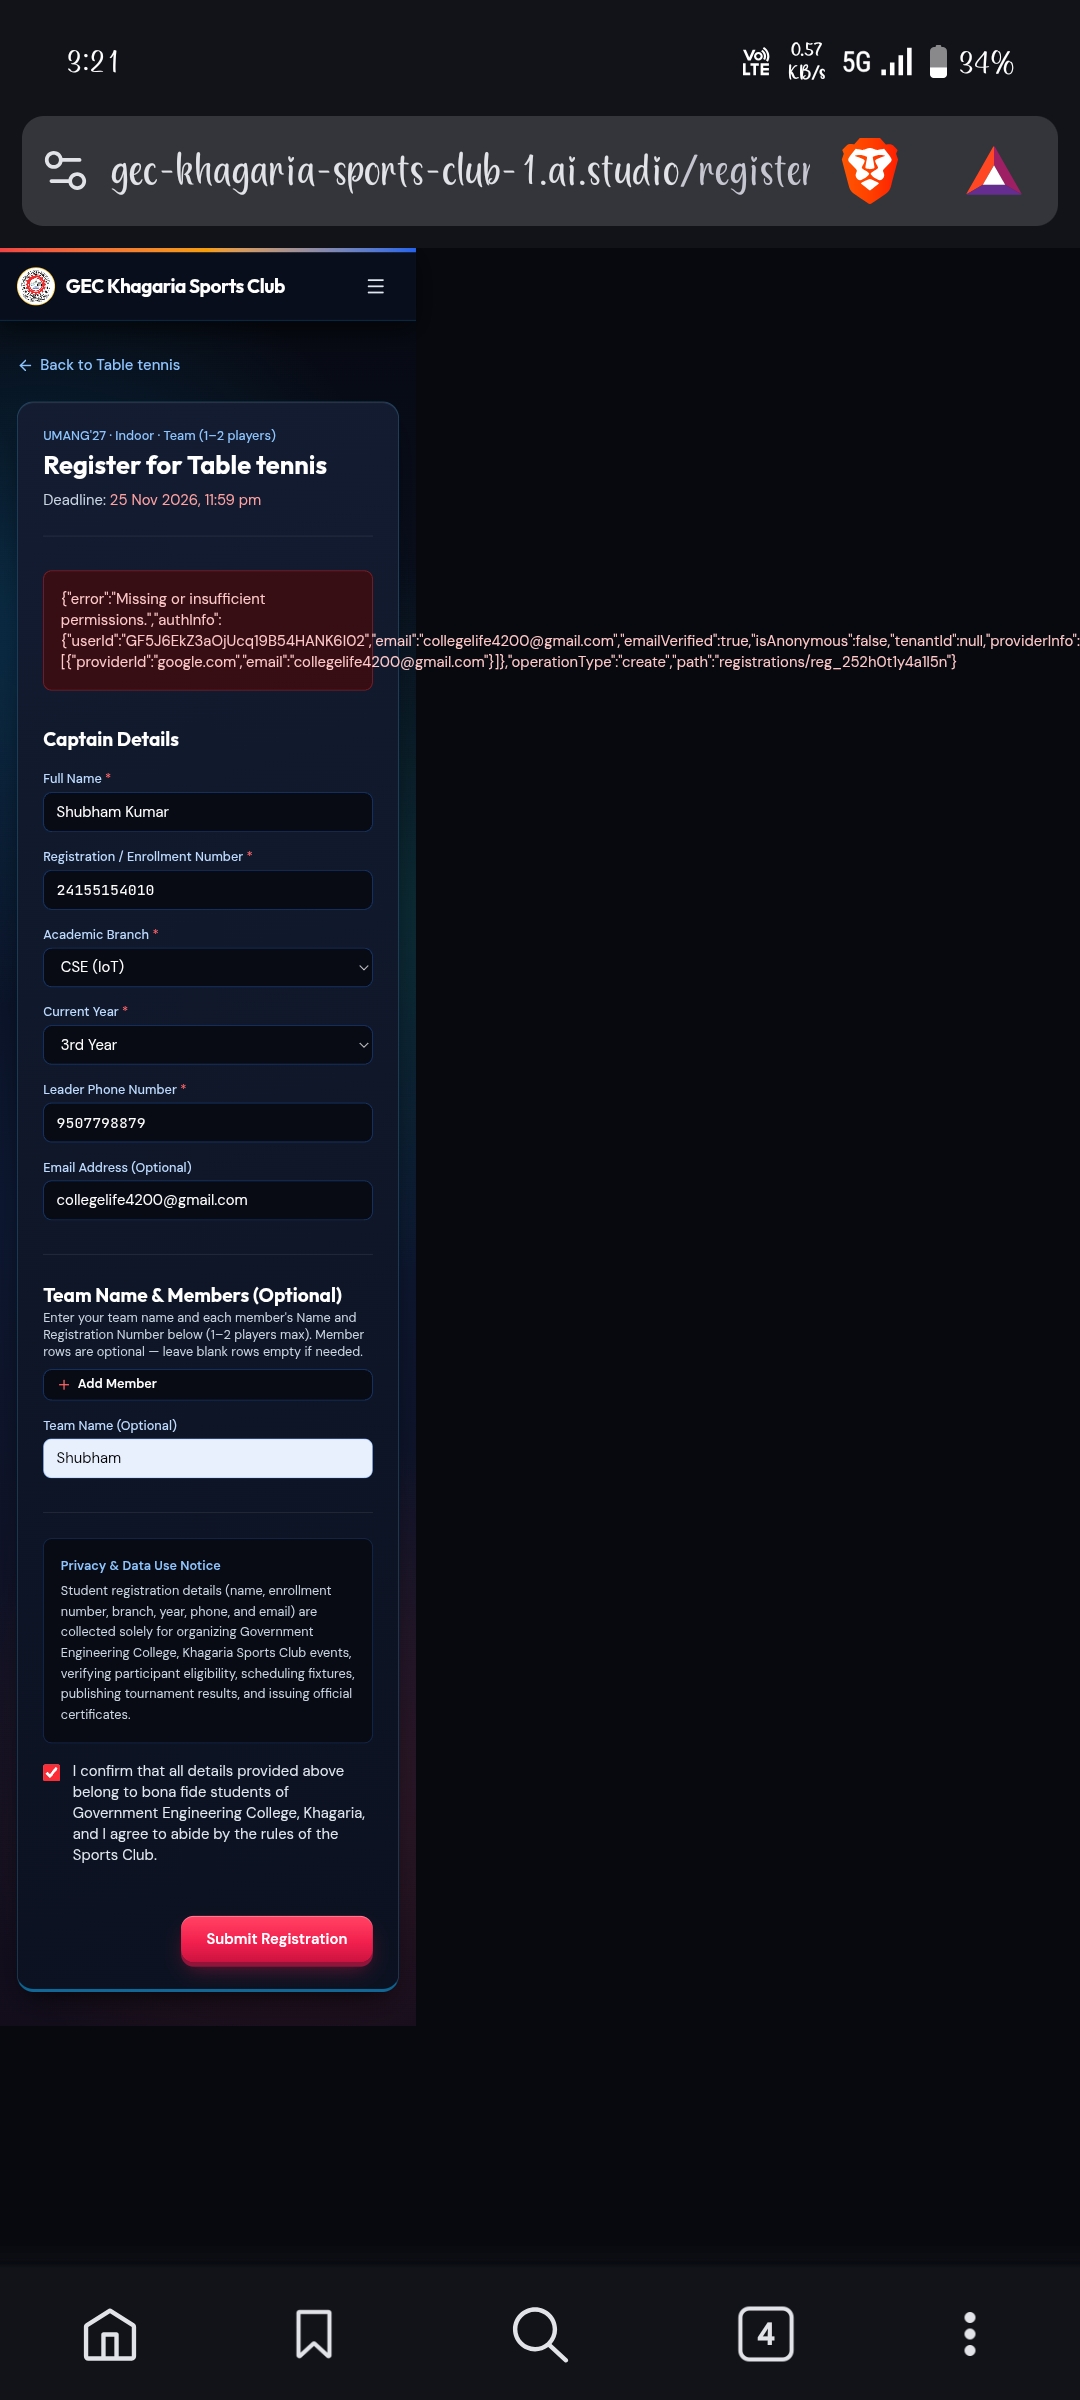 3:21
Vo LTE 0.57 KB/s 5G 34%
gec-khagaria-sports-club-1.ai.studio/register
GEC Khagaria Sports Club
← Back to Table tennis
UMANG'27 · Indoor · Team (1–2 players)
Register for Table tennis
Deadline: 25 Nov 2026, 11:59 pm
{"error":"Missing or insufficient
permissions.","authInfo":
{"userId":"GF5J6EkZ3aOjUcq19B54HANK6I02","email":"collegelife4200@gmail.com","emailVerified":true,"isAnonymous":false,"tenantId":null,"providerInfo":
[{"providerId":"google.com","email":"collegelife4200@gmail.com"}]},"operationType":"create","path":"registrations/reg_252h0t1y4a1l5n"}
Captain Details
Full Name *
Shubham Kumar
Registration / Enrollment Number *
24155154010
Academic Branch *
CSE (IoT)
Current Year *
3rd Year
Leader Phone Number *
9507798879
Email Address (Optional)
collegelife4200@gmail.com
Team Name & Members (Optional)
Enter your team name and each member's Name and
Registration Number below (1–2 players max). Member
rows are optional — leave blank rows empty if needed.
+ Add Member
Team Name (Optional)
Shubham
Privacy & Data Use Notice
Student registration details (name, enrollment
number, branch, year, phone, and email) are
collected solely for organizing Government
Engineering College, Khagaria Sports Club events,
verifying participant eligibility, scheduling fixtures,
publishing tournament results, and issuing official
certificates.
I confirm that all details provided above
belong to bona fide students of
Government Engineering College, Khagaria,
and I agree to abide by the rules of the
Sports Club.
Submit Registration
4